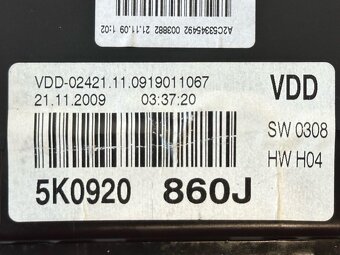 A2C53345492
003882
21.11.09 1:02
VDD-02421.11.0919011067
21.11.2009 03:37:20
VDD
SW 0308
HW H04
5K0920 860J